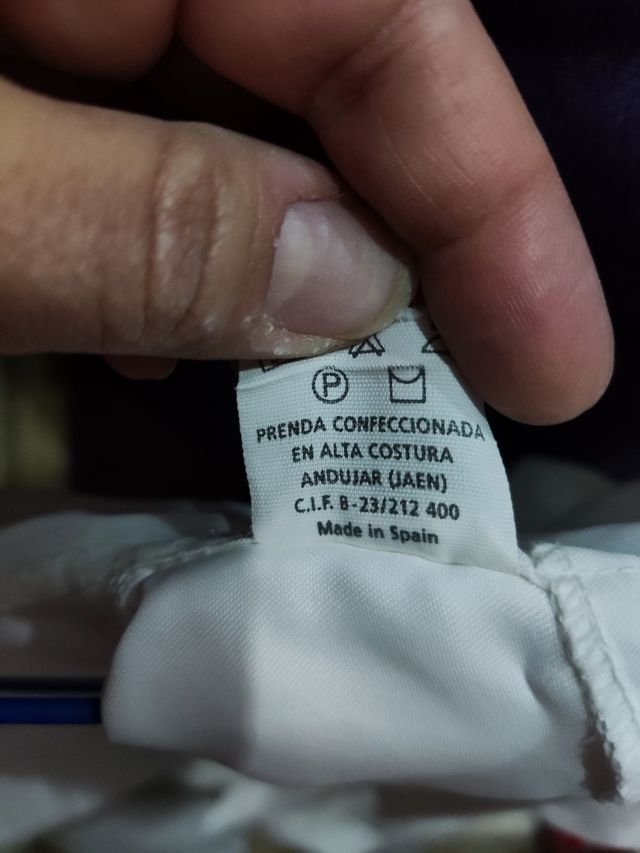 P
PRENDA CONFECCIONADA
EN ALTA COSTURA
ANDUJAR (JAEN)
C.I.F. B-23/212 400
Made in Spain